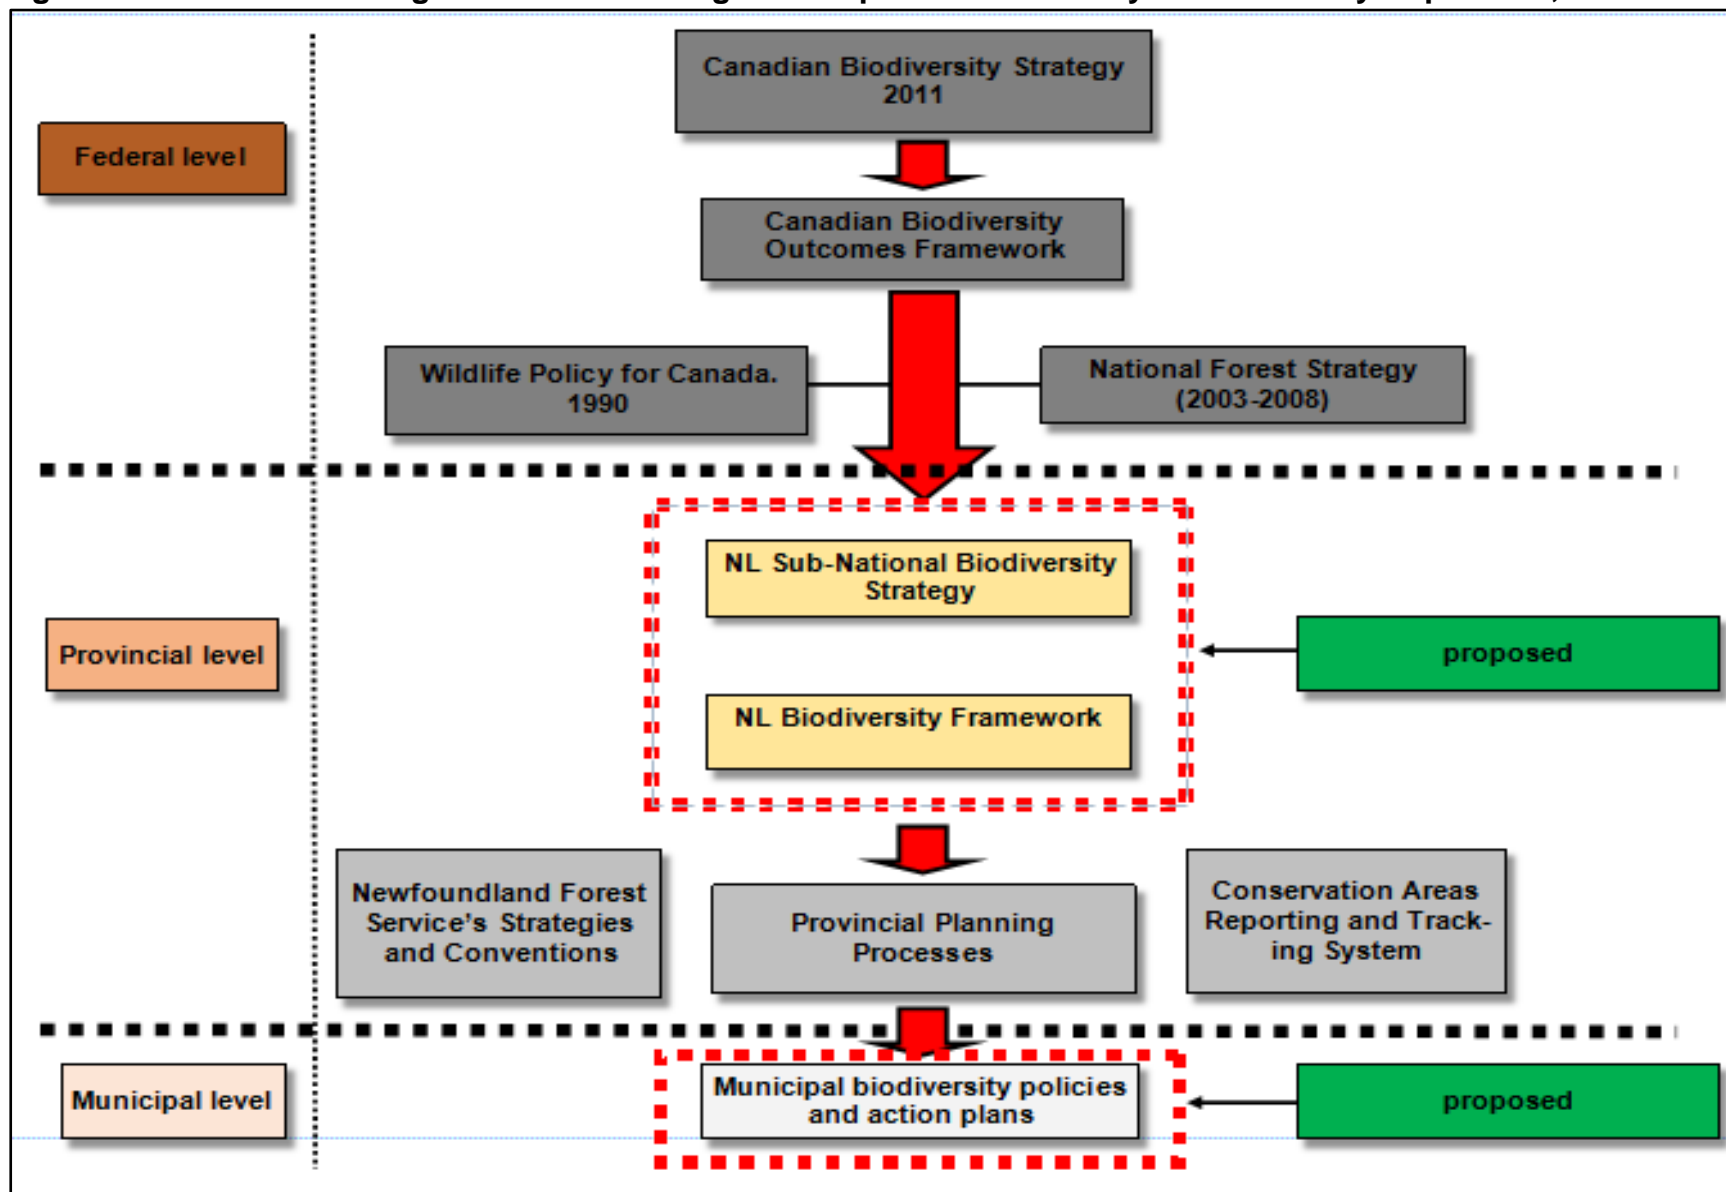 Canadian Biodiversity Strategy
2011
Federal level
Canadian Biodiversity
Outcomes Framework
Wildlife Policy for Canada.
1990
National Forest Strategy
(2003-2008)
NL Sub-National Biodiversity
Strategy
Provincial level
proposed
NL Biodiversity Framework
Newfoundland Forest
Service's Strategies
and Conventions
Provincial Planning
Processes
Conservation Areas
Reporting and Track-
ing System
Municipal level
Municipal biodiversity policies
and action plans
proposed